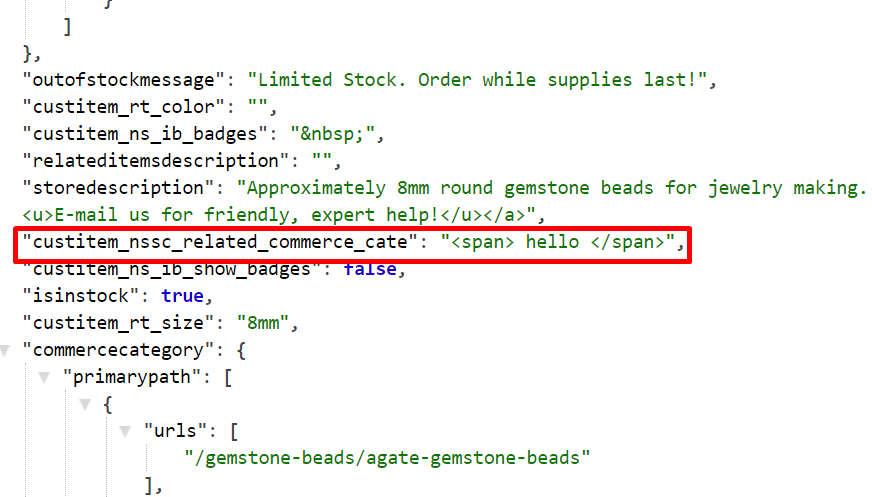 }
]
},
"outofstockmessage": "Limited Stock. Order while supplies last!",
"custitem_rt_color": "",
"custitem_ns_ib_badges": "&nbsp;",
"relateditemsdescription": "",
"storedescription": "Approximately 8mm round gemstone beads for jewelry making.
<u>E-mail us for friendly, expert help!</u></a>",
"custitem_nssc_related_commerce_cate": "<span> hello </span>",
"custitem_ns_ib_show_badges": false,
"isinstock": true,
"custitem_rt_size": "8mm",
"commercecategory": {
"primarypath": [
{
"urls": [
"/gemstone-beads/agate-gemstone-beads"
],